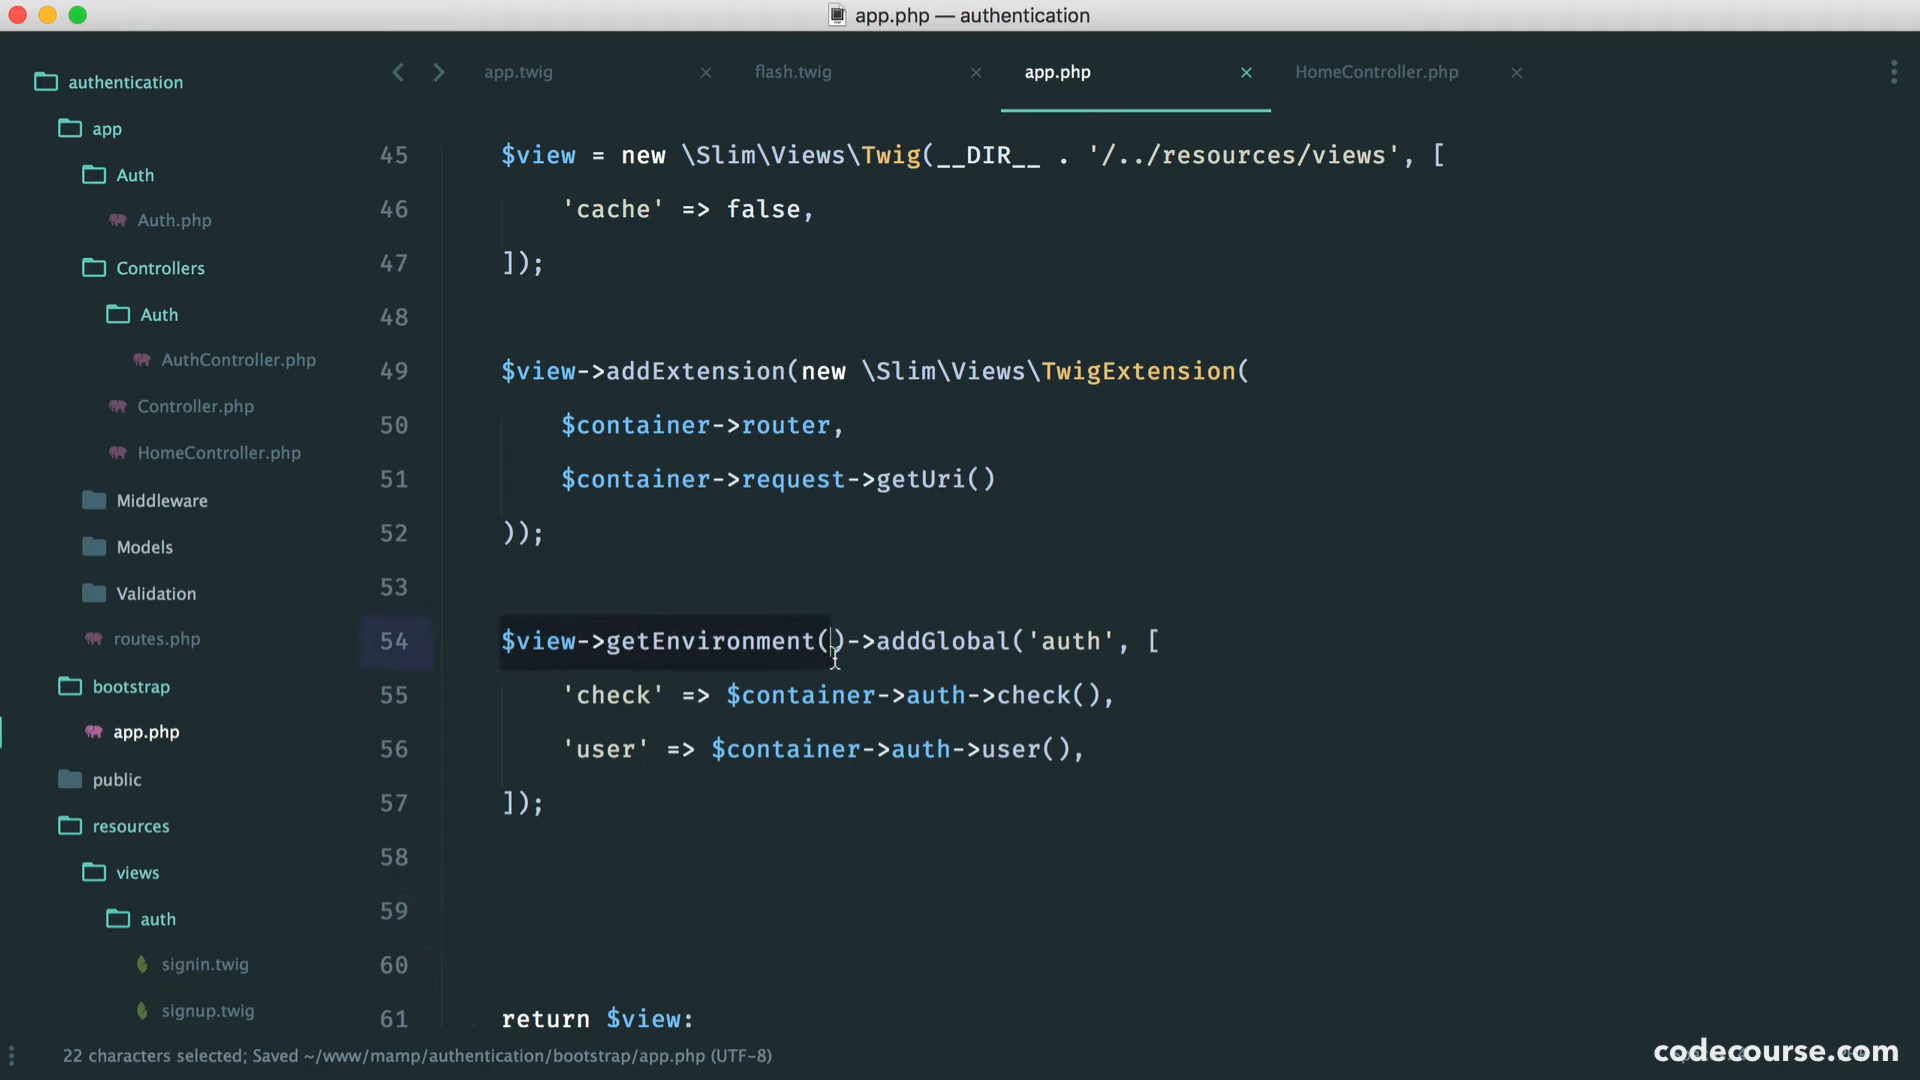 app.php — authentication
authentication
app
Auth
Auth.php
Controllers
Auth
AuthController.php
Controller.php
HomeController.php
Middleware
Models
Validation
routes.php
bootstrap
app.php
public
resources
views
auth
signin.twig
signup.twig
app.twig
flash.twig
app.php
HomeController.php
45 $view = new \Slim\Views\Twig(__DIR__ . '/../resources/views', [
46 'cache' => false,
47 ]);
48
49 $view->addExtension(new \Slim\Views\TwigExtension(
50 $container->router,
51 $container->request->getUri()
52 ));
53
54 $view->getEnvironment()->addGlobal('auth', [
55 'check' => $container->auth->check(),
56 'user' => $container->auth->user(),
57 ]);
58
59
60
61 return $view;
22 characters selected; Saved ~/www/mamp/authentication/bootstrap/app.php (UTF-8)
codecourse.com